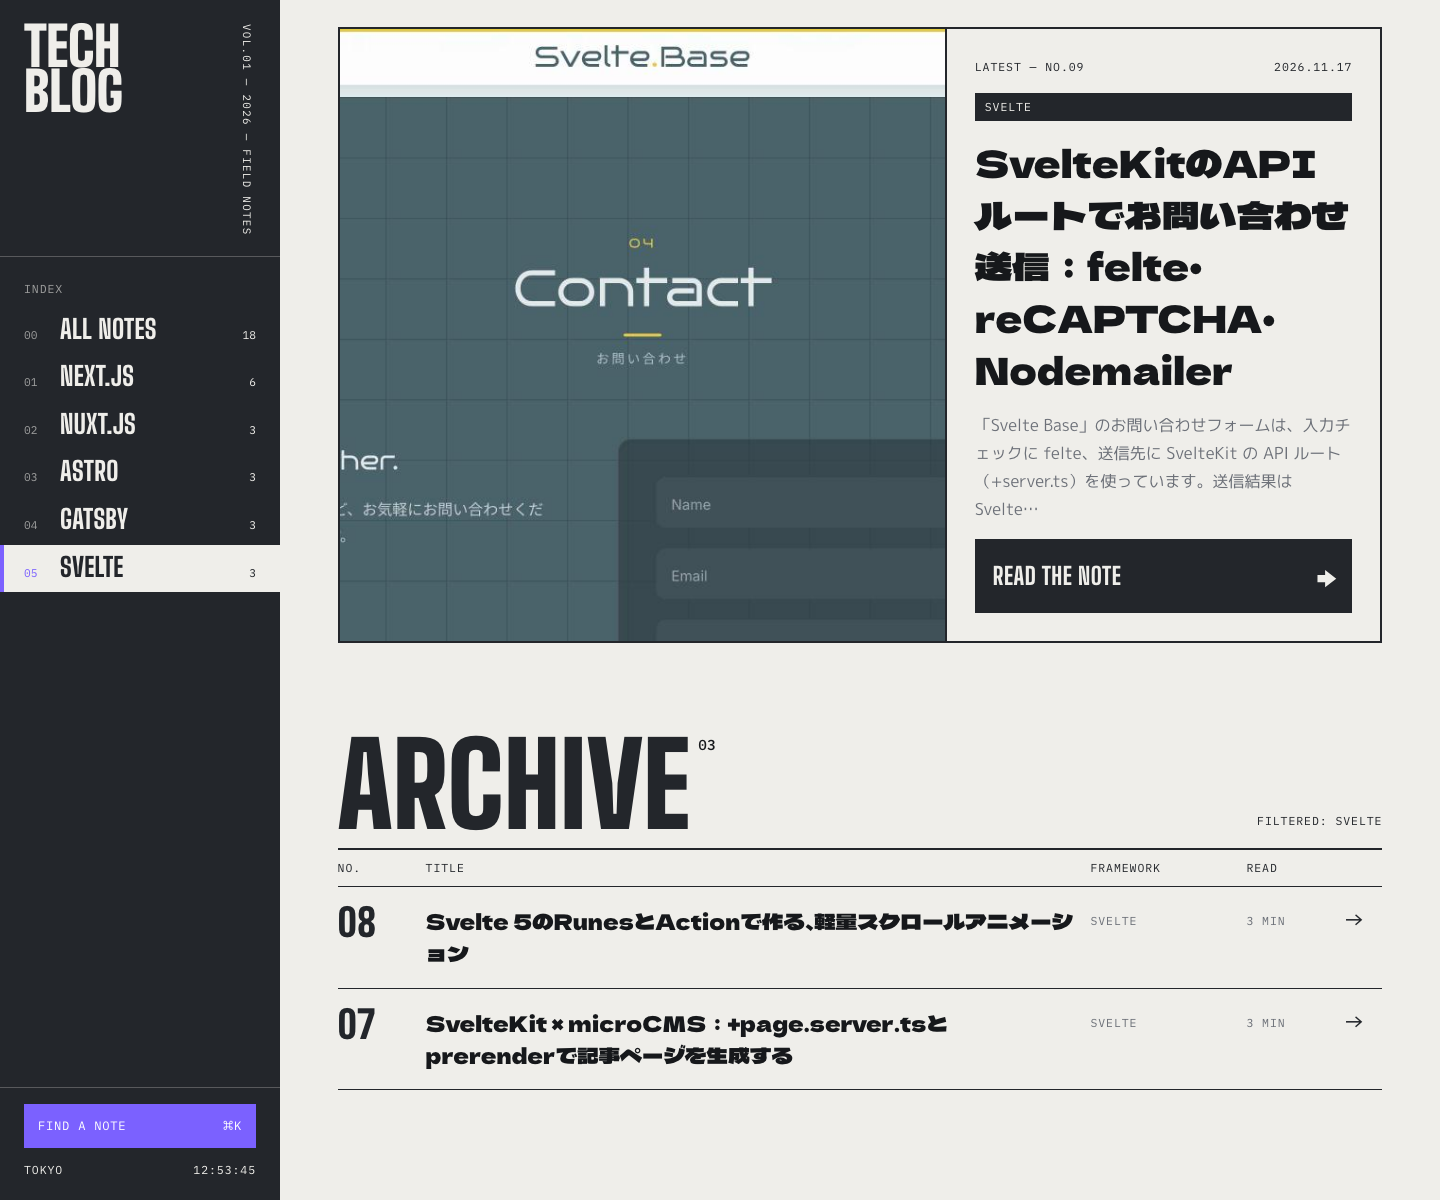 TECH
BLOG
VOL.01 — 2026 — FIELD NOTES
INDEX
00 ALL NOTES 18
01 NEXT.JS 6
02 NUXT.JS 3
03 ASTRO 3
04 GATSBY 3
05 SVELTE 3
FIND A NOTE ⌘K
TOKYO 12:53:45
Svelte.Base
04
Contact
お問い合わせ
her.
ど、お気軽にお問い合わせくだ
。
Name
Email
LATEST — NO.09 2026.11.17
SVELTE
SvelteKitのAPI
ルートでお問い合わせ
送信：felte・
reCAPTCHA・
Nodemailer
「Svelte Base」のお問い合わせフォームは、入力チ
ェックに felte、送信先に SvelteKit の API ルート
（+server.ts）を使っています。送信結果は
Svelte…
READ THE NOTE
ARCHIVE 03
FILTERED: SVELTE
NO. TITLE FRAMEWORK READ
08 Svelte 5のRunesとActionで作る、軽量スクロールアニメーシ SVELTE 3 MIN →
ョン
07 SvelteKit × microCMS：+page.server.tsと SVELTE 3 MIN →
prerenderで記事ページを生成する